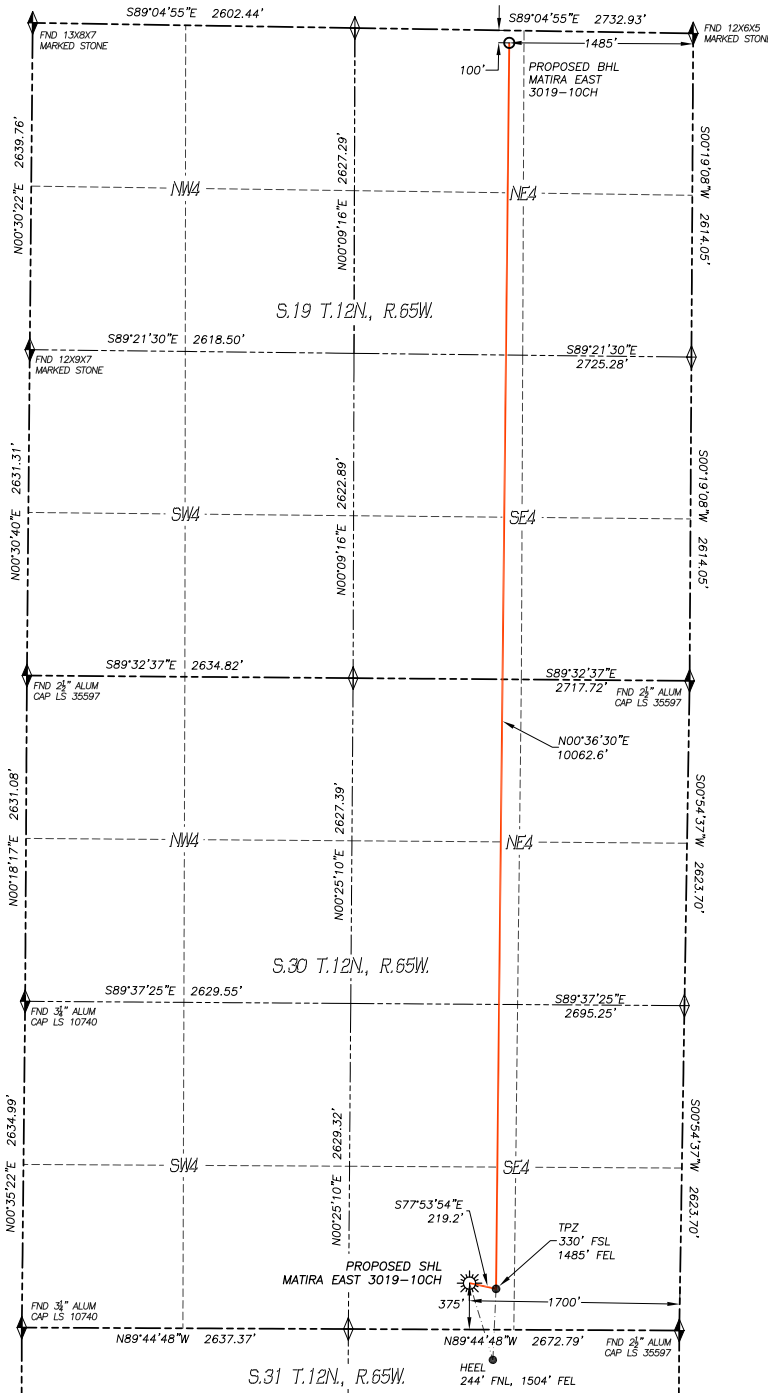 S89°04'55"E 2602.44'
S89°04'55"E 2732.93'
FND 13X8X7
MARKED STONE
FND 12X6X5
MARKED STONE
1485'
100'
PROPOSED BHL
MATIRA EAST
3019-10CH
N00°30'22"E 2639.76'
N00°09'16"E 2627.29'
S00°19'08"W 2614.05'
NW4
NE4
S.19 T.12N., R.65W.
S89°21'30"E 2618.50'
S89°21'30"E
2725.28'
FND 12X9X7
MARKED STONE
N00°30'40"E 2631.31'
N00°09'16"E 2622.89'
S00°19'08"W 2614.05'
SW4
SE4
S89°32'37"E 2634.82'
S89°32'37"E
2717.72'
FND 2½" ALUM
CAP LS 35597
FND 2½" ALUM
CAP LS 35597
N00°36'30"E
10062.6'
N00°18'17"E 2631.08'
N00°25'10"E 2627.39'
S00°54'37"W 2623.70'
NW4
NE4
S.30 T.12N., R.65W.
S89°37'25"E 2629.55'
S89°37'25"E
2695.25'
FND 3¼" ALUM
CAP LS 10740
N00°35'22"E 2634.99'
N00°25'10"E 2629.32'
S00°54'37"W 2623.70'
SW4
SE4
S77°53'54"E
219.2'
TPZ
330' FSL
1485' FEL
PROPOSED SHL
MATIRA EAST 3019-10CH
375'
1700'
FND 3¼" ALUM
CAP LS 10740
N89°44'48"W 2637.37'
N89°44'48"W 2672.79'
FND 2½" ALUM
CAP LS 35597
HEEL
244' FNL, 1504' FEL
S.31 T.12N., R.65W.